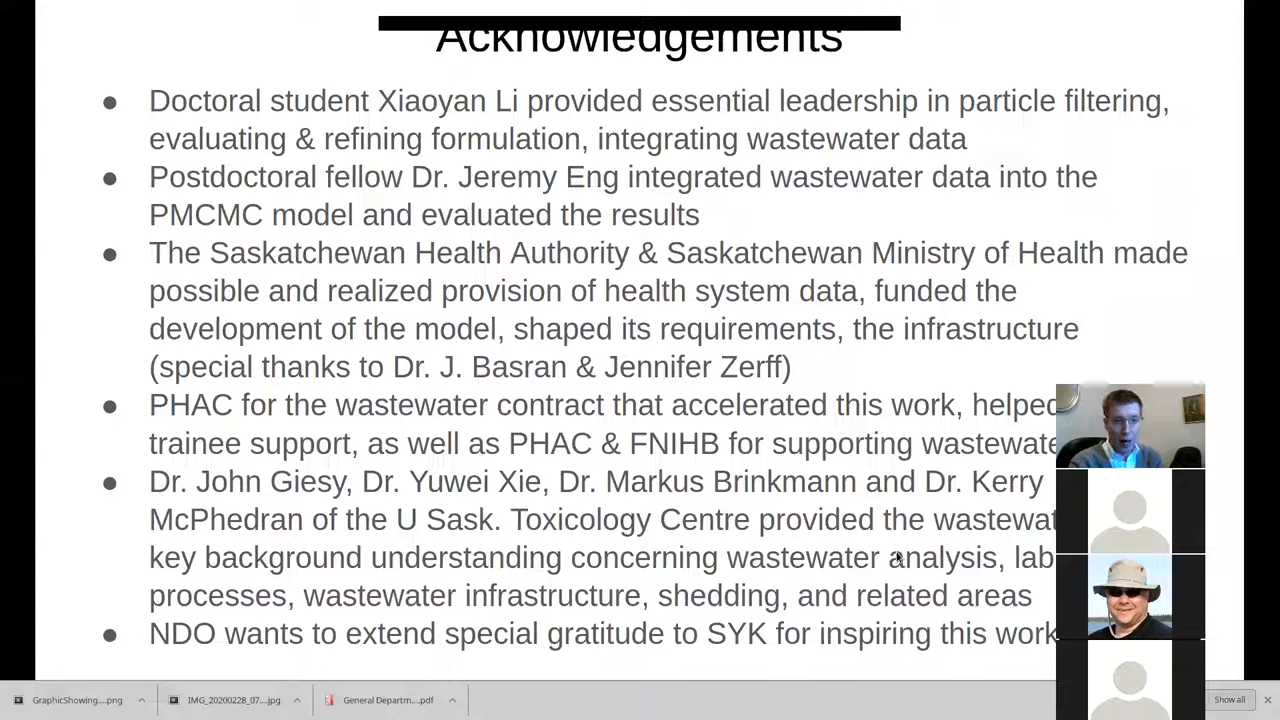 Acknowledgements
● Doctoral student Xiaoyan Li provided essential leadership in particle filtering,
evaluating & refining formulation, integrating wastewater data
● Postdoctoral fellow Dr. Jeremy Eng integrated wastewater data into the
PMCMC model and evaluated the results
● The Saskatchewan Health Authority & Saskatchewan Ministry of Health made
possible and realized provision of health system data, funded the
development of the model, shaped its requirements, the infrastructure
(special thanks to Dr. J. Basran & Jennifer Zerff)
● PHAC for the wastewater contract that accelerated this work, helped
trainee support, as well as PHAC & FNIHB for supporting wastewate
● Dr. John Giesy, Dr. Yuwei Xie, Dr. Markus Brinkmann and Dr. Kerry
McPhedran of the U Sask. Toxicology Centre provided the wastewat
key background understanding concerning wastewater analysis, lab
processes, wastewater infrastructure, shedding, and related areas
● NDO wants to extend special gratitude to SYK for inspiring this work
GraphicShowing....png
IMG_20200228_07...jpg
General Departm....pdf
Show all